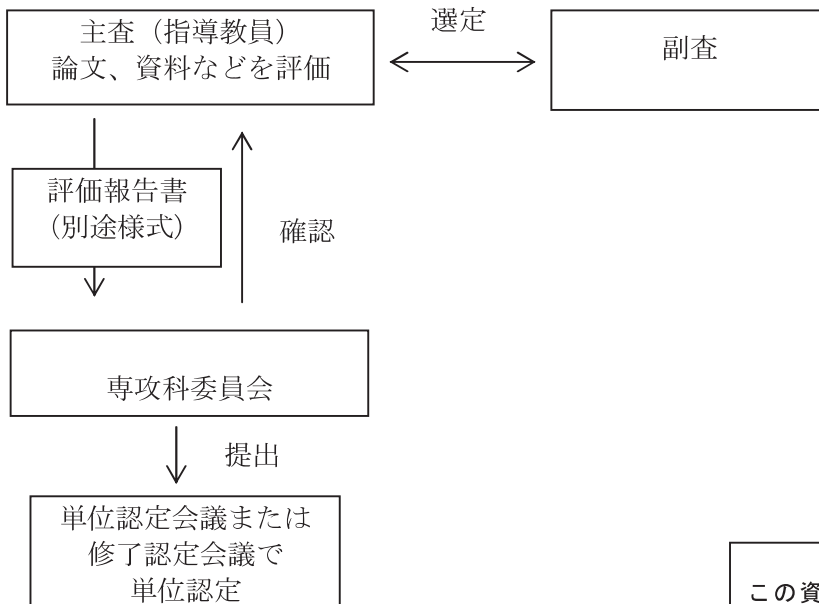 主査（指導教員）
論文、資料などを評価
選定
副査
評価報告書
（別途様式）
確認
専攻科委員会
提出
単位認定会議または
修了認定会議で
単位認定
この資